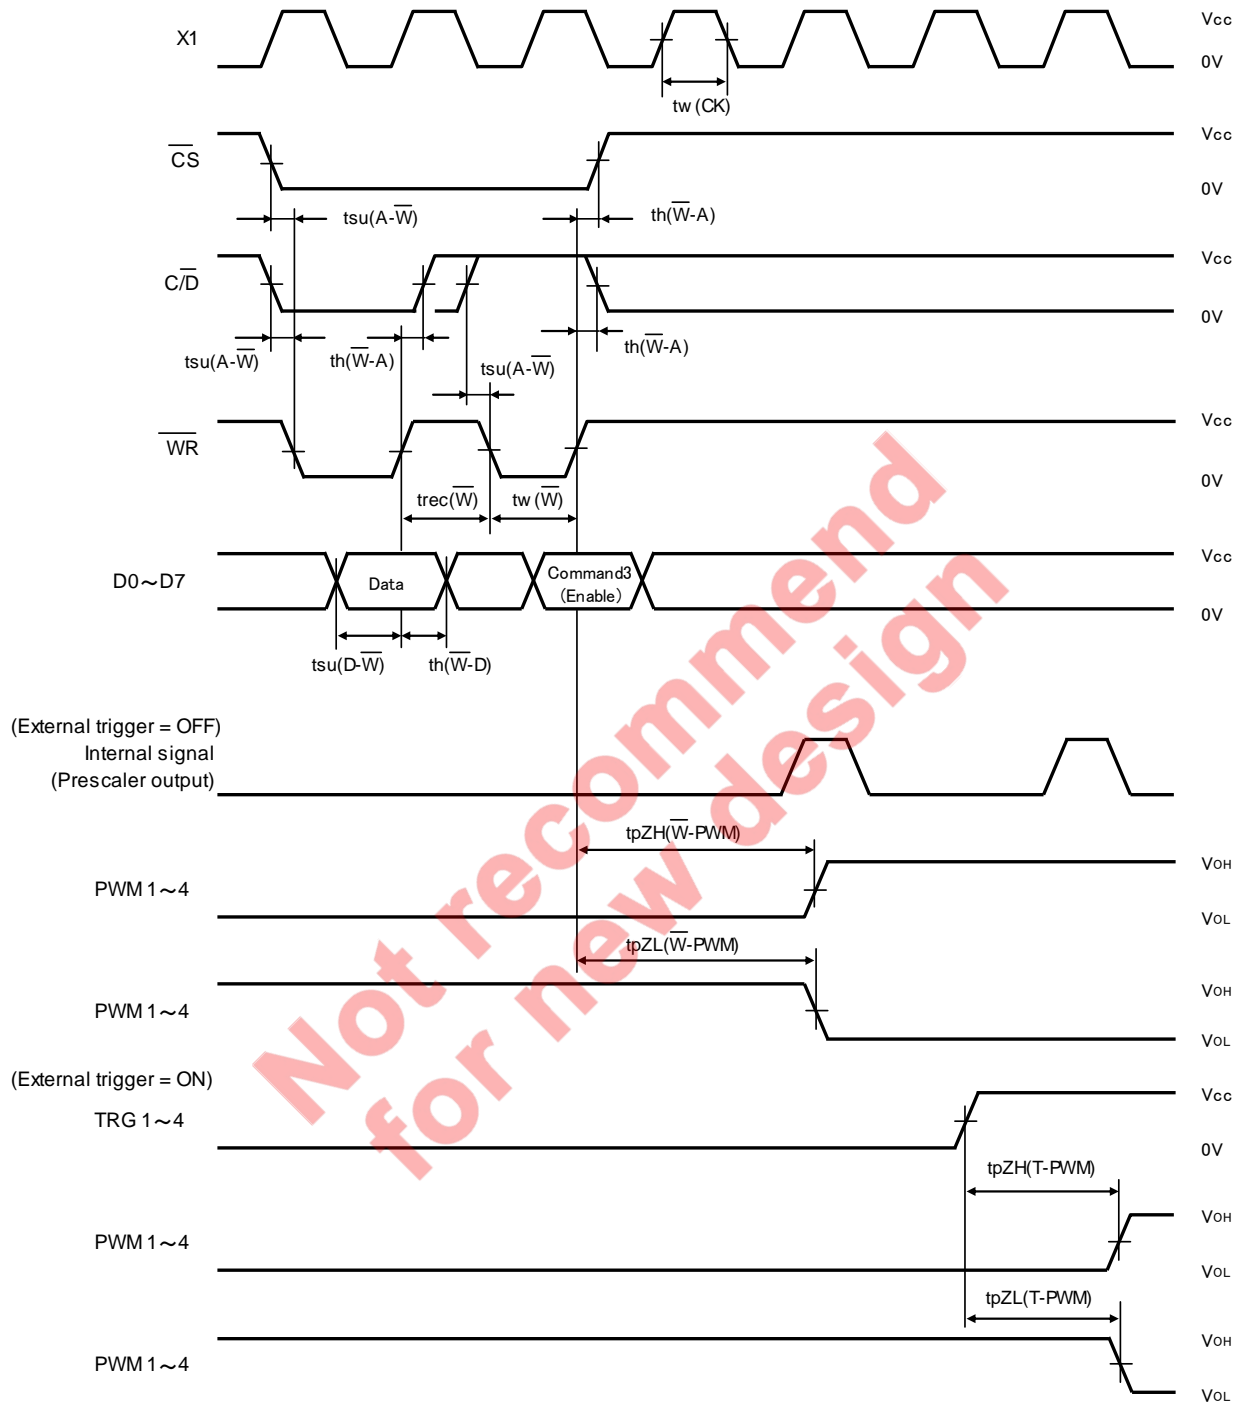 X1
Vcc
0V
tw (CK)
C̅S̅
Vcc
0V
tsu(A-W̅)
th(W̅-A)
C/D̅
Vcc
0V
tsu(A-W̅)
th(W̅-A)
tsu(A-W̅)
th(W̅-A)
W̅R̅
Vcc
0V
trec(W̅)
tw (W̅)
D0～D7
Data
Command3
(Enable)
Vcc
0V
tsu(D-W̅)
th(W̅-D)
(External trigger = OFF)
Internal signal
(Prescaler output)
tpZH(W̅-PWM)
PWM 1～4
VOH
VOL
tpZL(W̅-PWM)
PWM 1～4
VOH
VOL
(External trigger = ON)
TRG 1～4
Vcc
0V
tpZH(T-PWM)
PWM 1～4
VOH
VOL
tpZL(T-PWM)
PWM 1～4
VOH
VOL
Not recommend
for new design